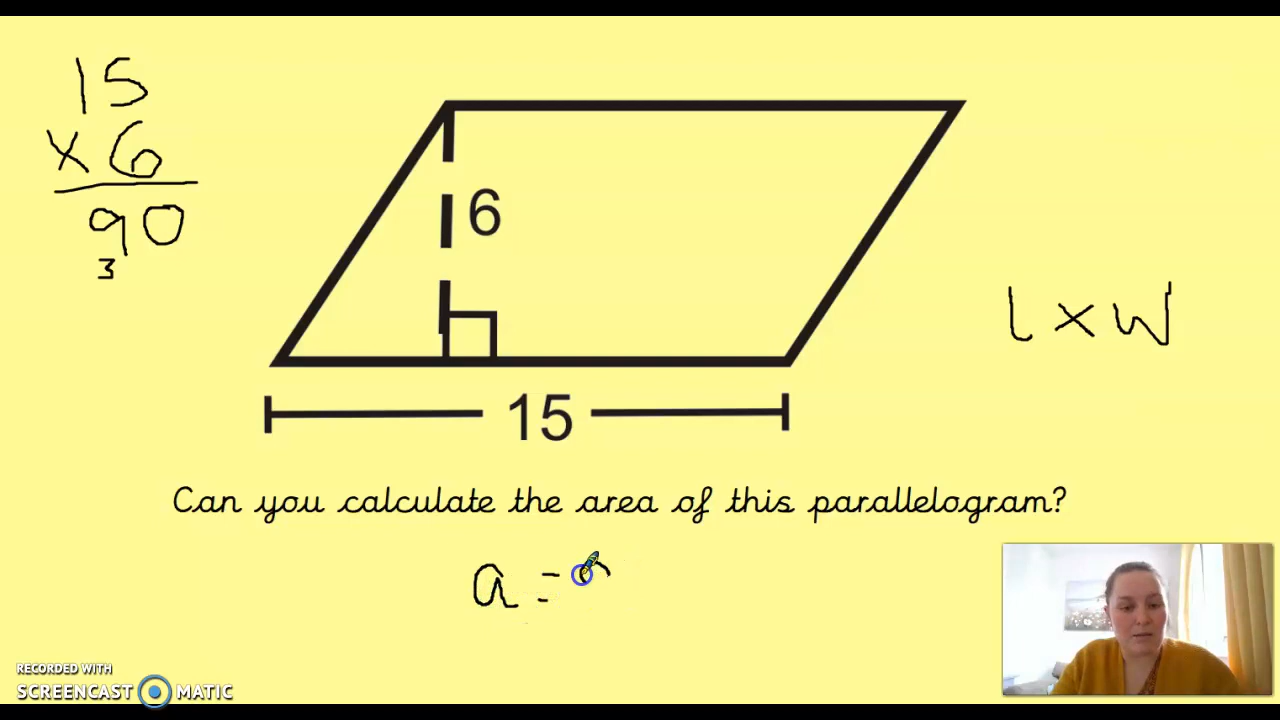 15
× 6
90
3
6
l × w
15
Can you calculate the area of this parallelogram?
a =
RECORDED WITH
SCREENCAST MATIC